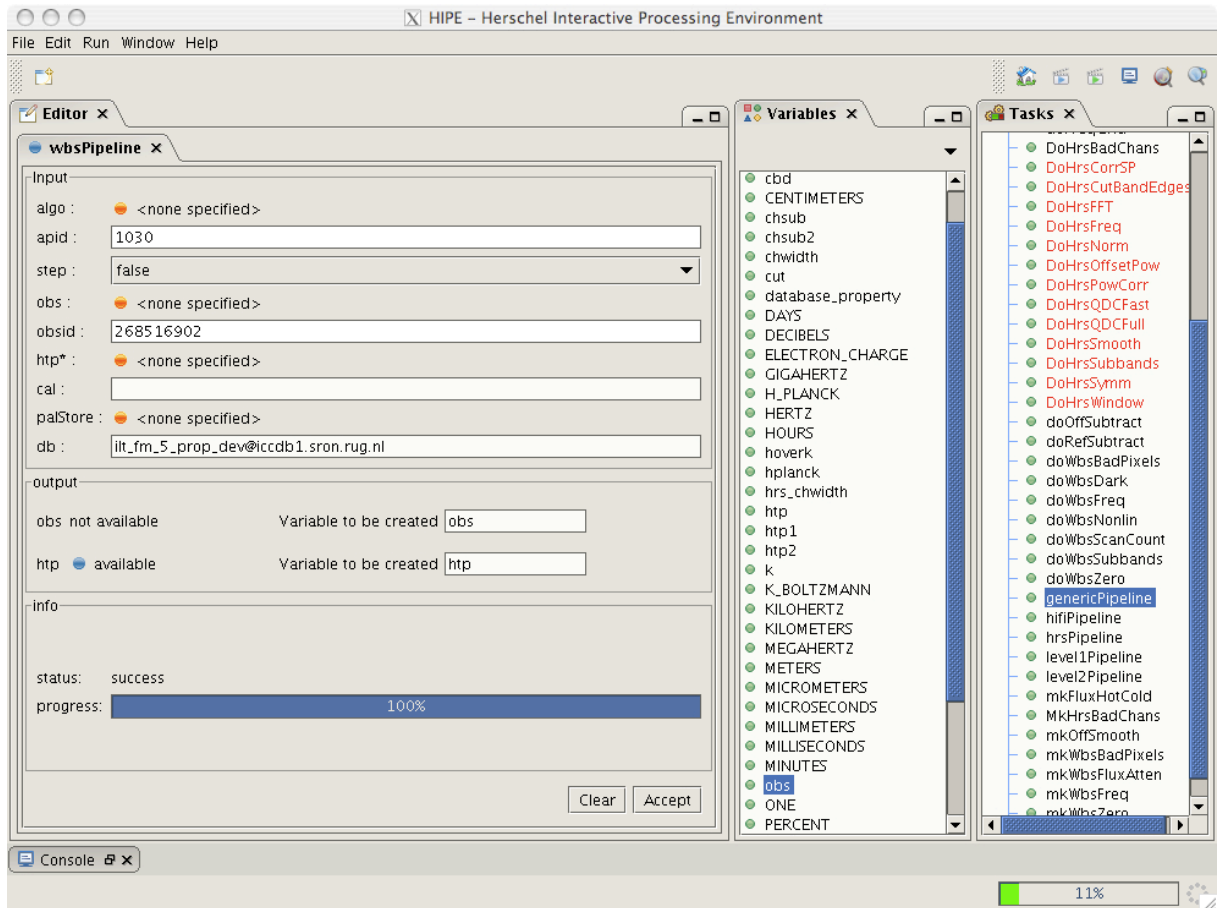 HIPE – Herschel Interactive Processing Environment
File Edit Run Window Help
Editor
wbsPipeline
Input
algo : <none specified>
apid : 1030
step : false
obs : <none specified>
obsid : 268516902
htp* : <none specified>
cal :
palStore : <none specified>
db : ilt_fm_5_prop_dev@iccdb1.sron.rug.nl
output
obs not available Variable to be created obs
htp available Variable to be created htp
info
status: success
progress: 100%
Clear Accept
Variables
cbd
CENTIMETERS
chsub
chsub2
chwidth
cut
database_property
DAYS
DECIBELS
ELECTRON_CHARGE
GIGAHERTZ
H_PLANCK
HERTZ
HOURS
hoverk
hplanck
hrs_chwidth
htp
htp1
htp2
k
K_BOLTZMANN
KILOHERTZ
KILOMETERS
MEGAHERTZ
METERS
MICROMETERS
MICROSECONDS
MILLIMETERS
MILLISECONDS
MINUTES
obs
ONE
PERCENT
Tasks
DoHrsBadChans
DoHrsCorrSP
DoHrsCutBandEdges
DoHrsFFT
DoHrsFreq
DoHrsNorm
DoHrsOffsetPow
DoHrsPowCorr
DoHrsQDCFast
DoHrsQDCFull
DoHrsSmooth
DoHrsSubbands
DoHrsSymm
DoHrsWindow
doOffSubtract
doRefSubtract
doWbsBadPixels
doWbsDark
doWbsFreq
doWbsNonlin
doWbsScanCount
doWbsSubbands
doWbsZero
genericPipeline
hifiPipeline
hrsPipeline
level1Pipeline
level2Pipeline
mkFluxHotCold
MkHrsBadChans
mkOffSmooth
mkWbsBadPixels
mkWbsFluxAtten
mkWbsFreq
mkWbsZero
Console
11%